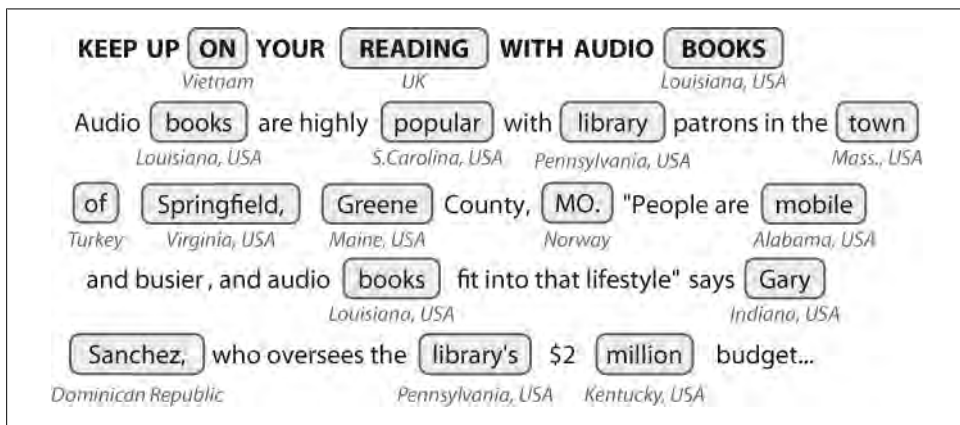 KEEP UP ON YOUR READING WITH AUDIO BOOKS
Vietnam UK Louisiana, USA
Audio books are highly popular with library patrons in the town
Louisiana, USA S.Carolina, USA Pennsylvania, USA Mass., USA
of Springfield, Greene County, MO. "People are mobile
Turkey Virginia, USA Maine, USA Norway Alabama, USA
and busier, and audio books fit into that lifestyle" says Gary
Louisiana, USA Indiana, USA
Sanchez, who oversees the library's $2 million budget...
Dominican Republic Pennsylvania, USA Kentucky, USA